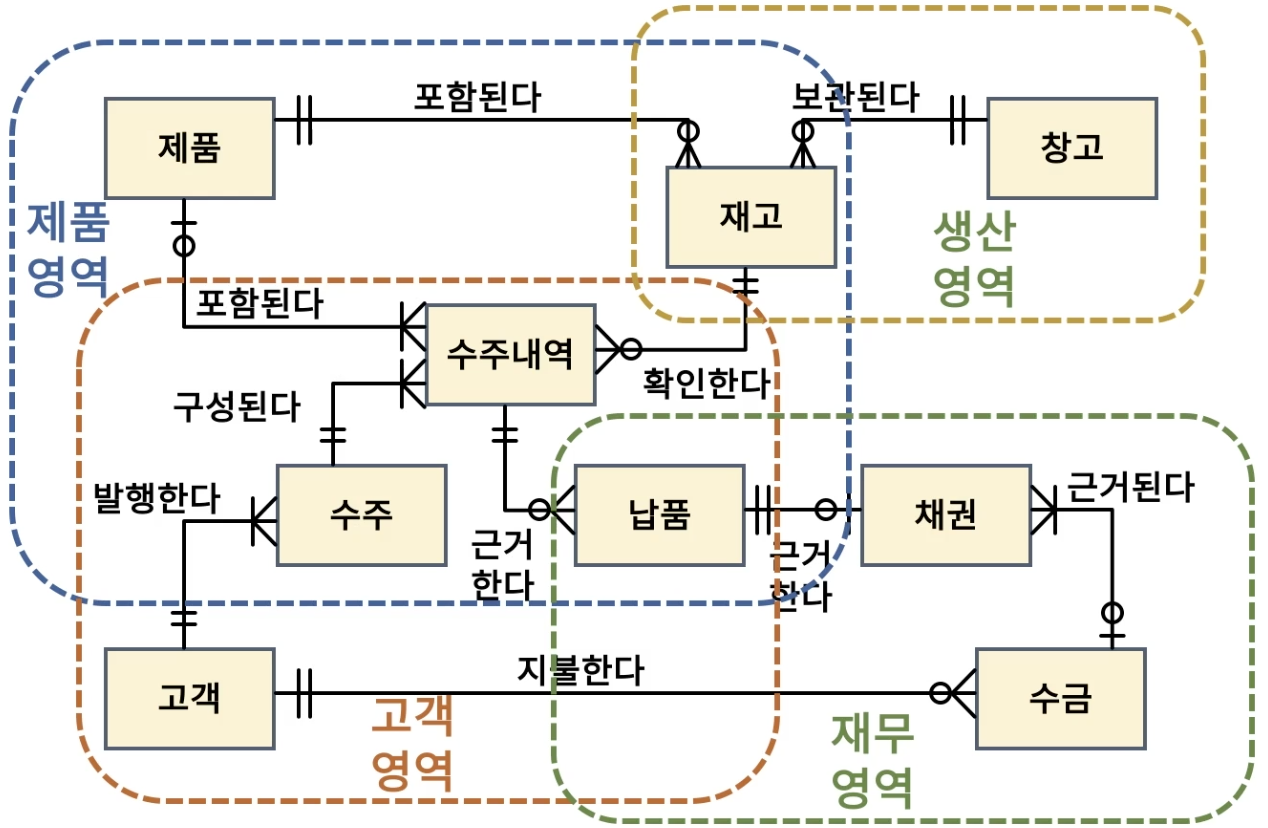 포함된다
보관된다
제품
창고
재고
제품
영역
생산
영역
포함된다
수주내역
확인한다
구성된다
발행한다
수주
납품
채권
근거된다
근거
한다
근거
한다
지불한다
고객
수금
고객
영역
재무
영역